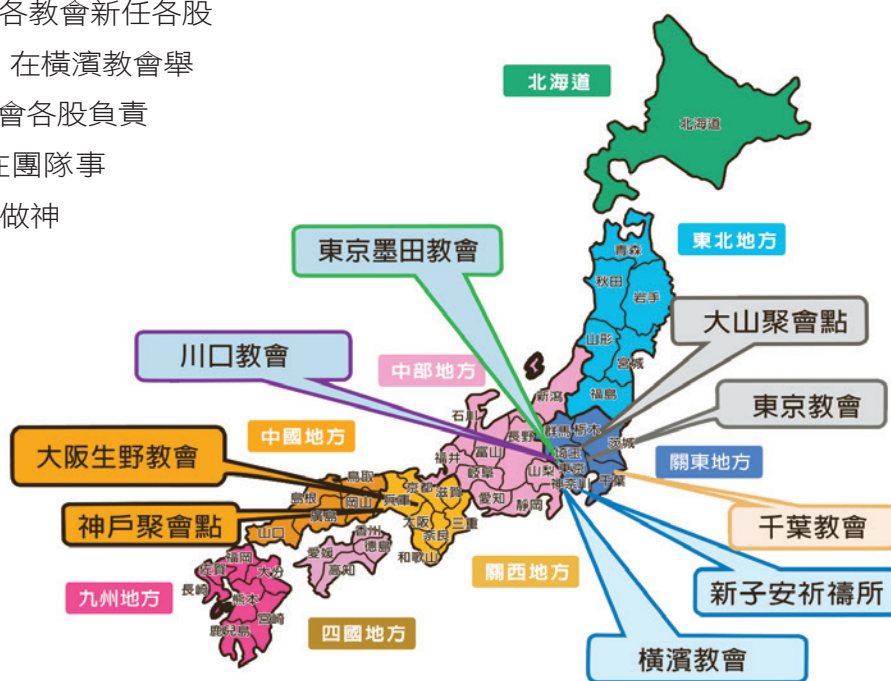 各教會新任各股
在橫濱教會舉
會各股負責
在團隊事
做神
北海道
北海道
東北地方
青森
秋田
岩手
山形
宮城
福島
東京墨田教會
大山聚會點
川口教會
中部地方
新瀉
東京教會
石川
富山
長野
群馬
栃木
茨城
福井
岐阜
山梨
埼玉
東京
神奈川
千葉
關東地方
愛知
靜岡
中國地方
大阪生野教會
鳥取
島根
岡山
兵庫
京都
滋賀
神戶聚會點
廣島
山口
大阪
奈良
三重
和歌山
香川
德島
愛媛
高知
千葉教會
關西地方
新子安祈禱所
福岡
佐賀
大分
長崎
熊本
宮崎
鹿兒島
九州地方
四國地方
橫濱教會